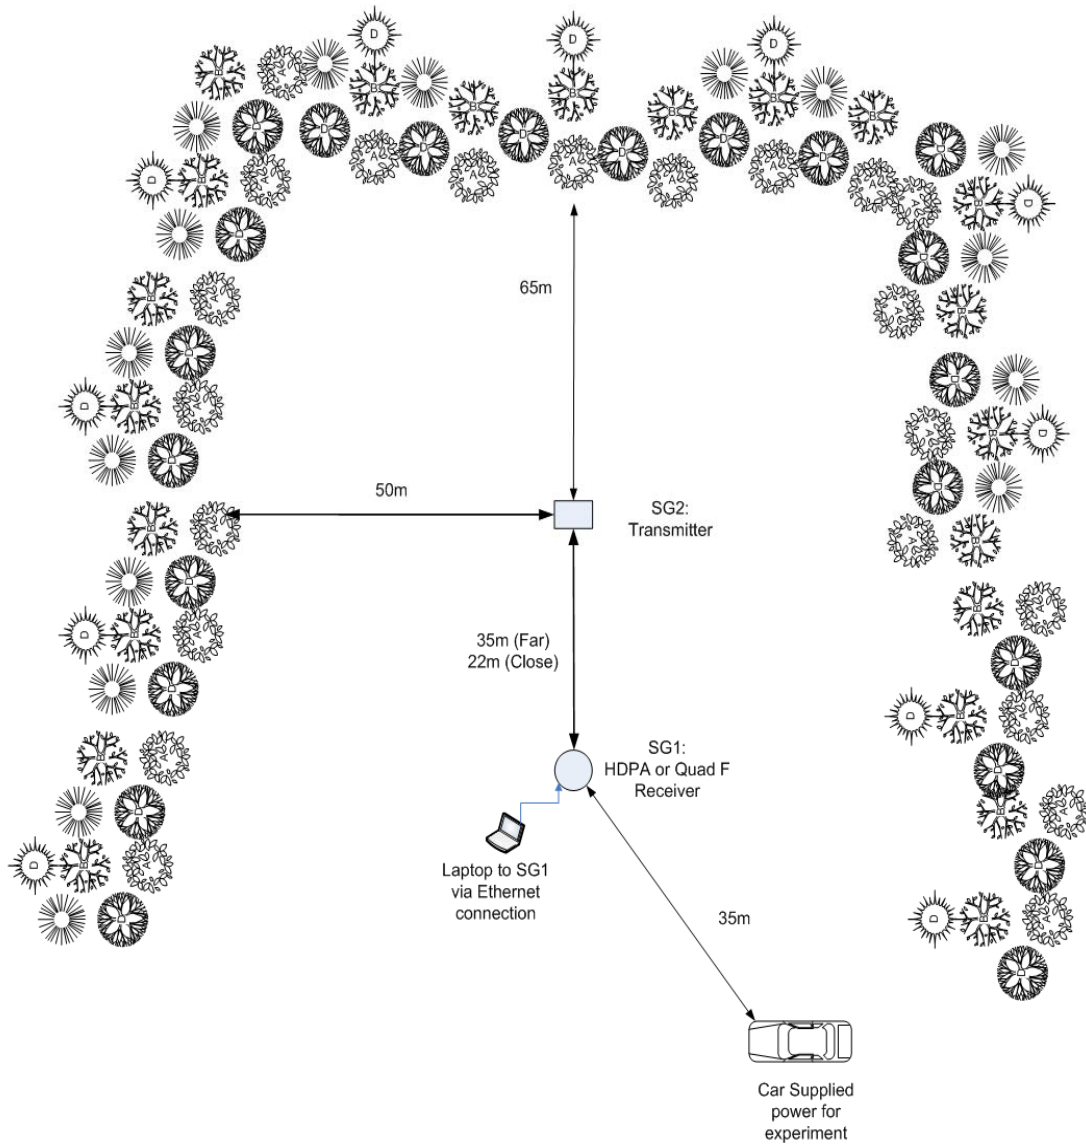 65m
50m
SG2:
Transmitter
35m (Far)
22m (Close)
SG1:
HDPA or Quad F
Receiver
Laptop to SG1
via Ethernet
connection
35m
Car Supplied
power for
experiment